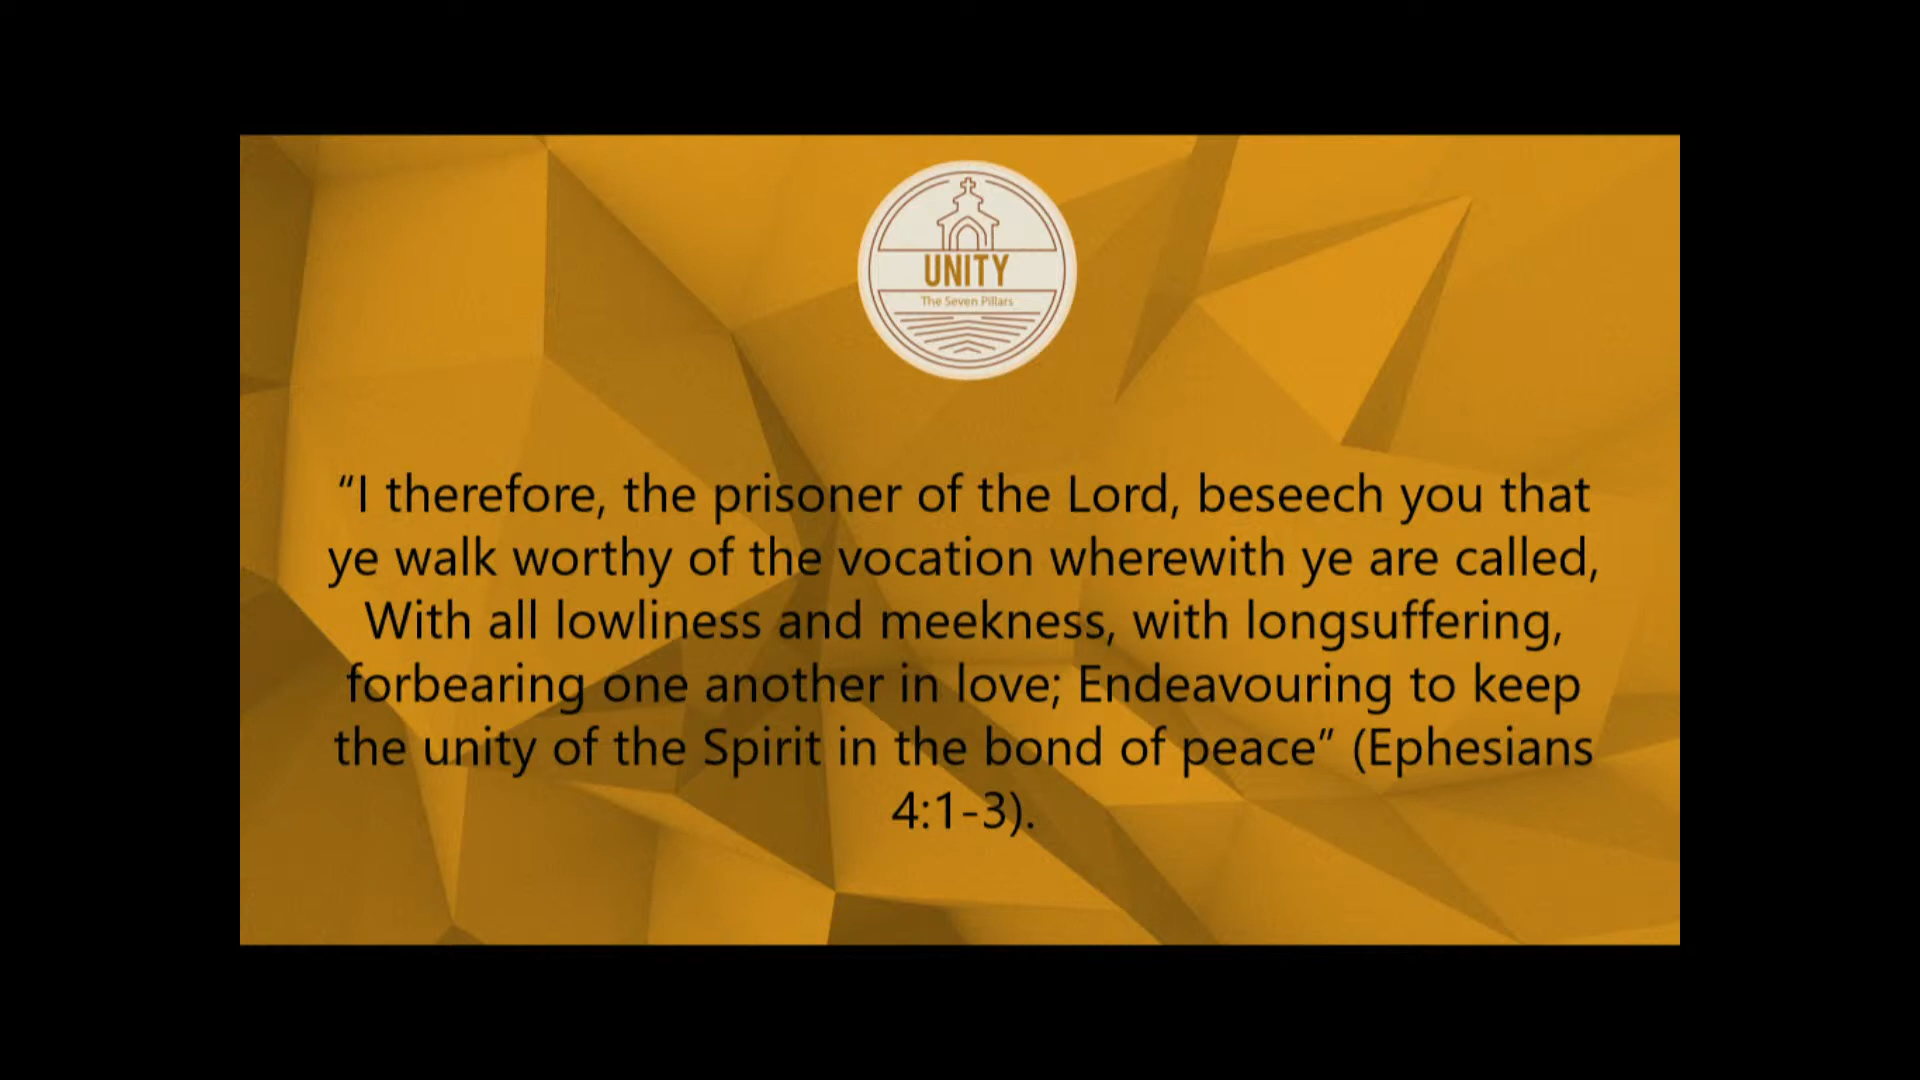 UNITY
The Seven Pillars
“I therefore, the prisoner of the Lord, beseech you that
ye walk worthy of the vocation wherewith ye are called,
With all lowliness and meekness, with longsuffering,
forbearing one another in love; Endeavouring to keep
the unity of the Spirit in the bond of peace” (Ephesians
4:1-3).